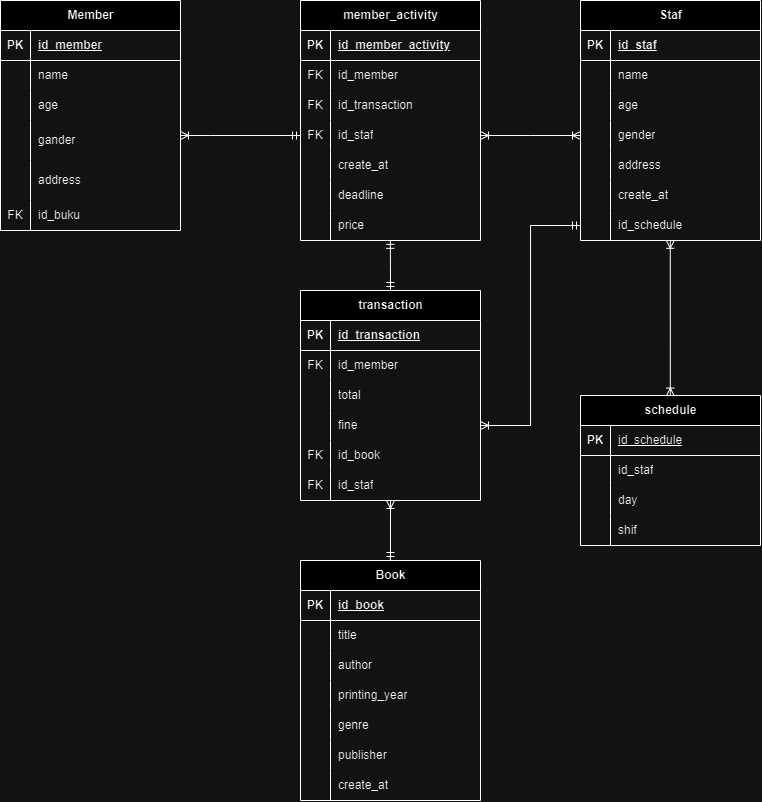 Member
PK id_member
name
age
gander
address
FK id_buku
member_activity
PK id_member_activity
FK id_member
FK id_transaction
FK id_staf
create_at
deadline
price
Staf
PK id_staf
name
age
gender
address
create_at
id_schedule
transaction
PK id_transaction
FK id_member
total
fine
FK id_book
FK id_staf
schedule
PK id_schedule
id_staf
day
shif
Book
PK id_book
title
author
printing_year
genre
publisher
create_at